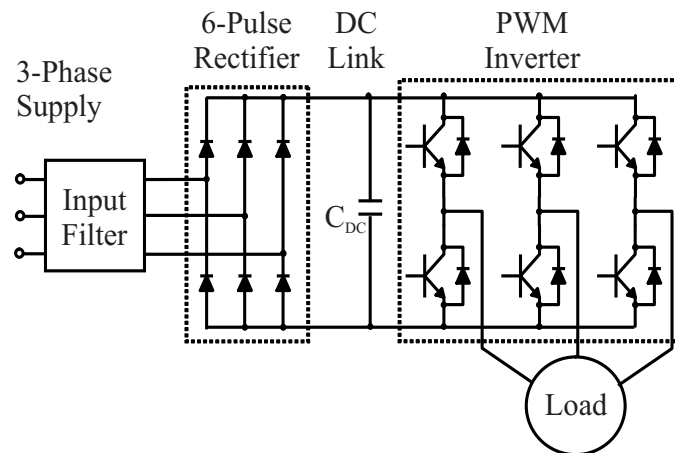 6-Pulse
Rectifier
DC
Link
PWM
Inverter
3-Phase
Supply
Input
Filter
C_DC
Load